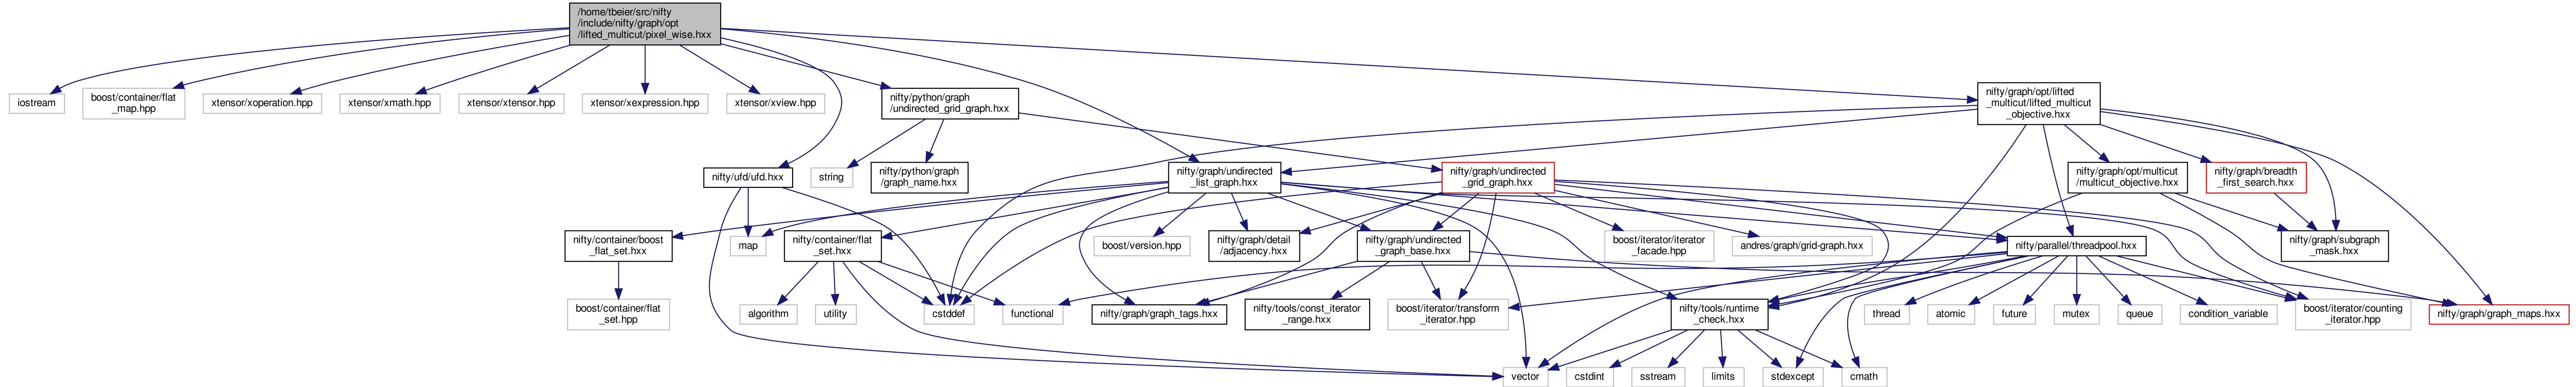 /home/tbeier/src/nifty
/include/nifty/graph/opt
/lifted_multicut/pixel_wise.hxx
iostream
boost/container/flat
_map.hpp
xtensor/xoperation.hpp
xtensor/xmath.hpp
xtensor/xtensor.hpp
xtensor/xexpression.hpp
xtensor/xview.hpp
nifty/python/graph
/undirected_grid_graph.hxx
nifty/graph/opt/lifted
_multicut/lifted_multicut
_objective.hxx
nifty/ufd/ufd.hxx
string
nifty/python/graph
/graph_name.hxx
nifty/graph/undirected
_list_graph.hxx
nifty/graph/undirected
_grid_graph.hxx
nifty/graph/opt/multicut
/multicut_objective.hxx
nifty/graph/breadth
_first_search.hxx
nifty/container/boost
_flat_set.hxx
map
nifty/container/flat
_set.hxx
boost/version.hpp
nifty/graph/detail
/adjacency.hxx
nifty/graph/undirected
_graph_base.hxx
boost/iterator/iterator
_facade.hpp
andres/graph/grid-graph.hxx
nifty/parallel/threadpool.hxx
nifty/graph/subgraph
_mask.hxx
boost/container/flat
_set.hpp
algorithm
utility
cstddef
functional
nifty/graph/graph_tags.hxx
nifty/tools/const_iterator
_range.hxx
boost/iterator/transform
_iterator.hpp
nifty/tools/runtime
_check.hxx
thread
atomic
future
mutex
queue
condition_variable
boost/iterator/counting
_iterator.hpp
nifty/graph/graph_maps.hxx
vector
cstdint
sstream
limits
stdexcept
cmath